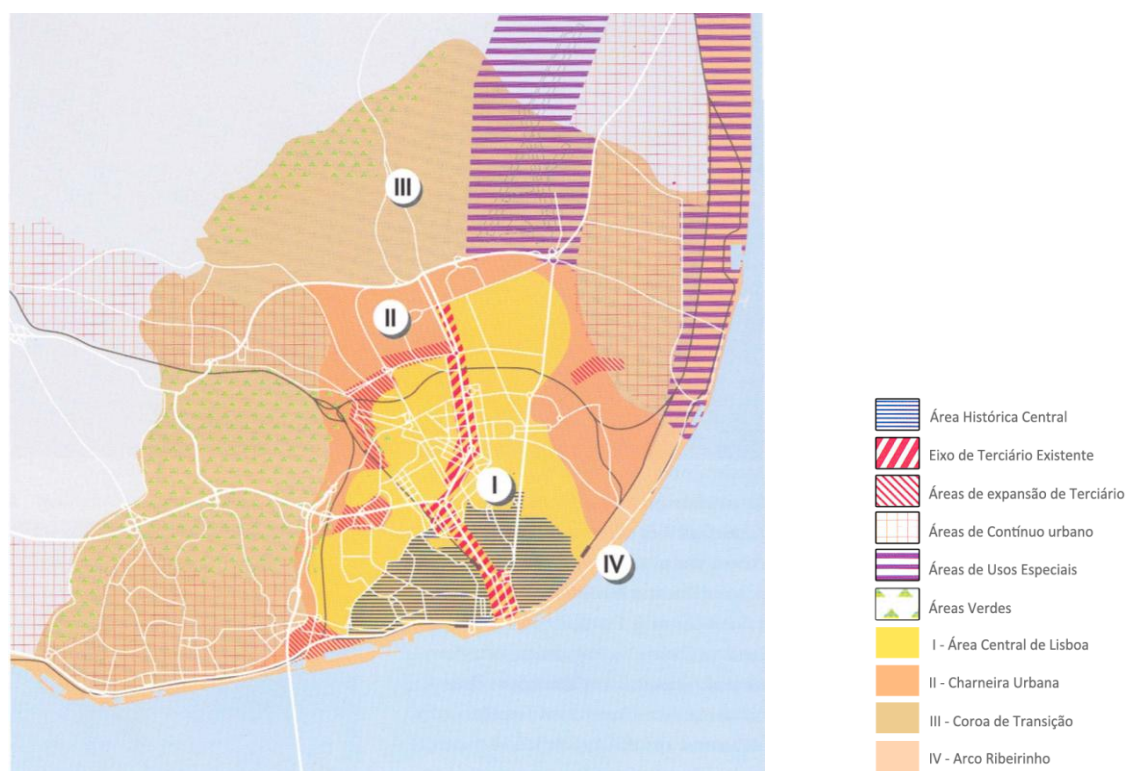 III
II
I
IV
Área Histórica Central
Eixo de Terciário Existente
Áreas de expansão de Terciário
Áreas de Contínuo urbano
Áreas de Usos Especiais
Áreas Verdes
I - Área Central de Lisboa
II - Charneira Urbana
III - Coroa de Transição
IV - Arco Ribeirinho